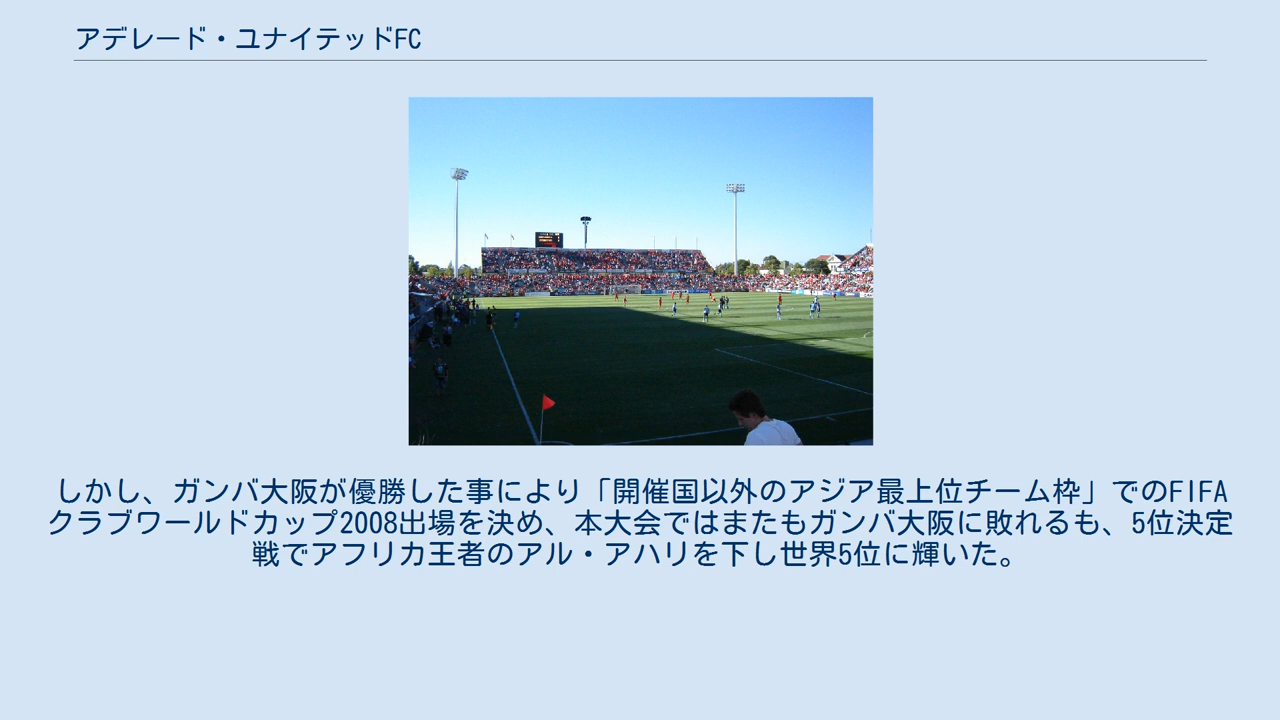 アデレード・ユナイテッドFC
しかし、ガンバ大阪が優勝した事により「開催国以外のアジア最上位チーム枠」でのFIFA
クラブワールドカップ2008出場を決め、本大会ではまたもガンバ大阪に敗れるも、5位決定
戦でアフリカ王者のアル・アハリを下し世界5位に輝いた。